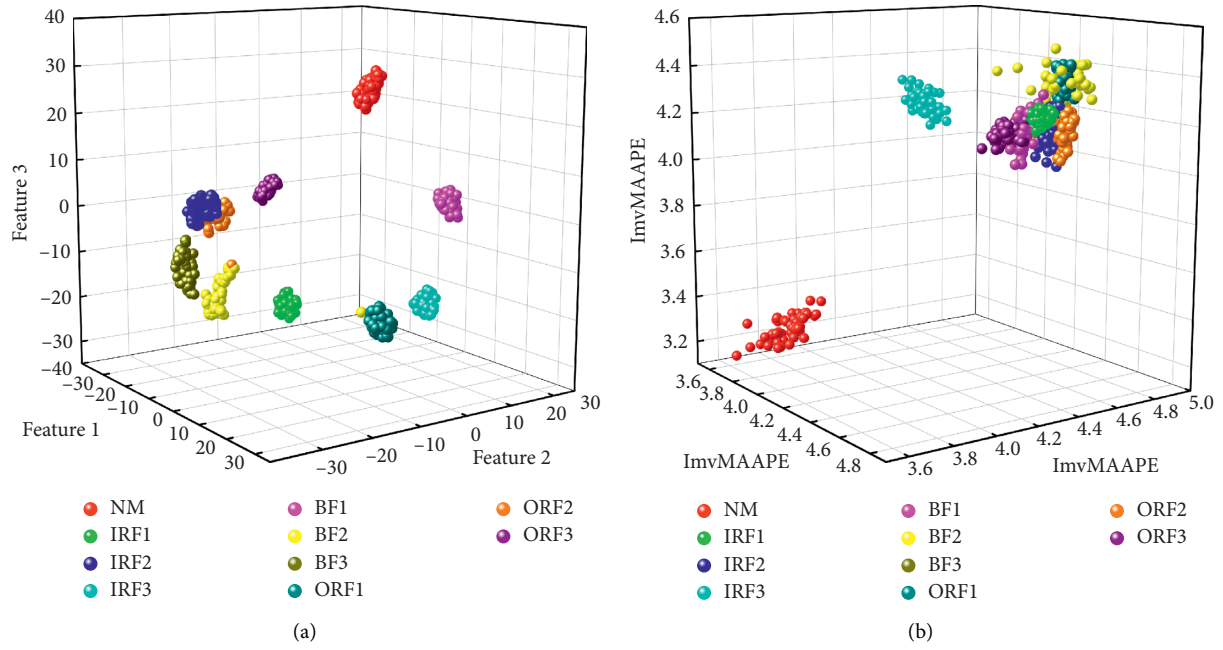 40
30
20
10
0
−10
−20
−30
−40
Feature 3
−30
−20
−10
0
10
20
30
Feature 1
−30
−20
−10
0
10
20
30
Feature 2
NM
IRF1
IRF2
IRF3
BF1
BF2
BF3
ORF1
ORF2
ORF3
(a)
4.6
4.4
4.2
4.0
3.8
3.6
3.4
3.2
ImvMAAPE
3.6
3.8
4.0
4.2
4.4
4.6
4.8
ImvMAAPE
3.6
3.8
4.0
4.2
4.4
4.6
4.8
5.0
ImvMAAPE
NM
IRF1
IRF2
IRF3
BF1
BF2
BF3
ORF1
ORF2
ORF3
(b)